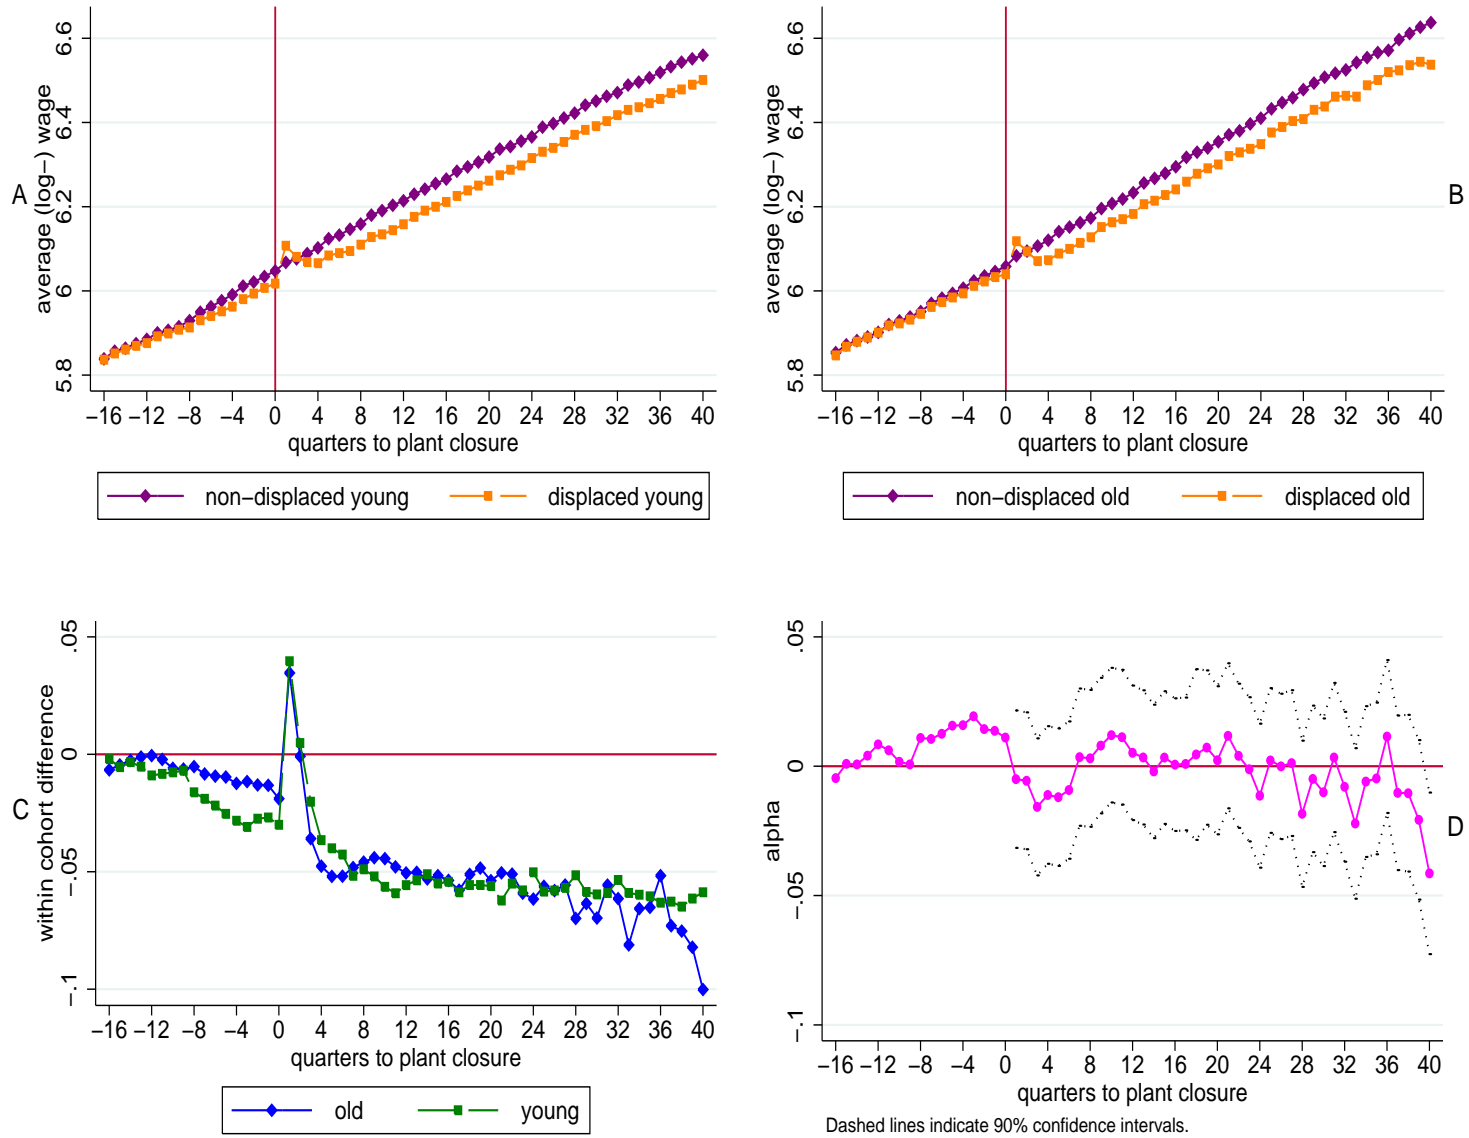 A
average (log−) wage
5.8 6 6.2 6.4 6.6
−16 −12 −8 −4 0 4 8 12 16 20 24 28 32 36 40
quarters to plant closure
non−displaced young displaced young
B
average (log−) wage
5.8 6 6.2 6.4 6.6
−16 −12 −8 −4 0 4 8 12 16 20 24 28 32 36 40
quarters to plant closure
non−displaced old displaced old
C
within cohort difference
−.1 −.05 0 .05
−16 −12 −8 −4 0 4 8 12 16 20 24 28 32 36 40
quarters to plant closure
old young
D
alpha
−.1 −.05 0 .05
−16 −12 −8 −4 0 4 8 12 16 20 24 28 32 36 40
quarters to plant closure
Dashed lines indicate 90% confidence intervals.